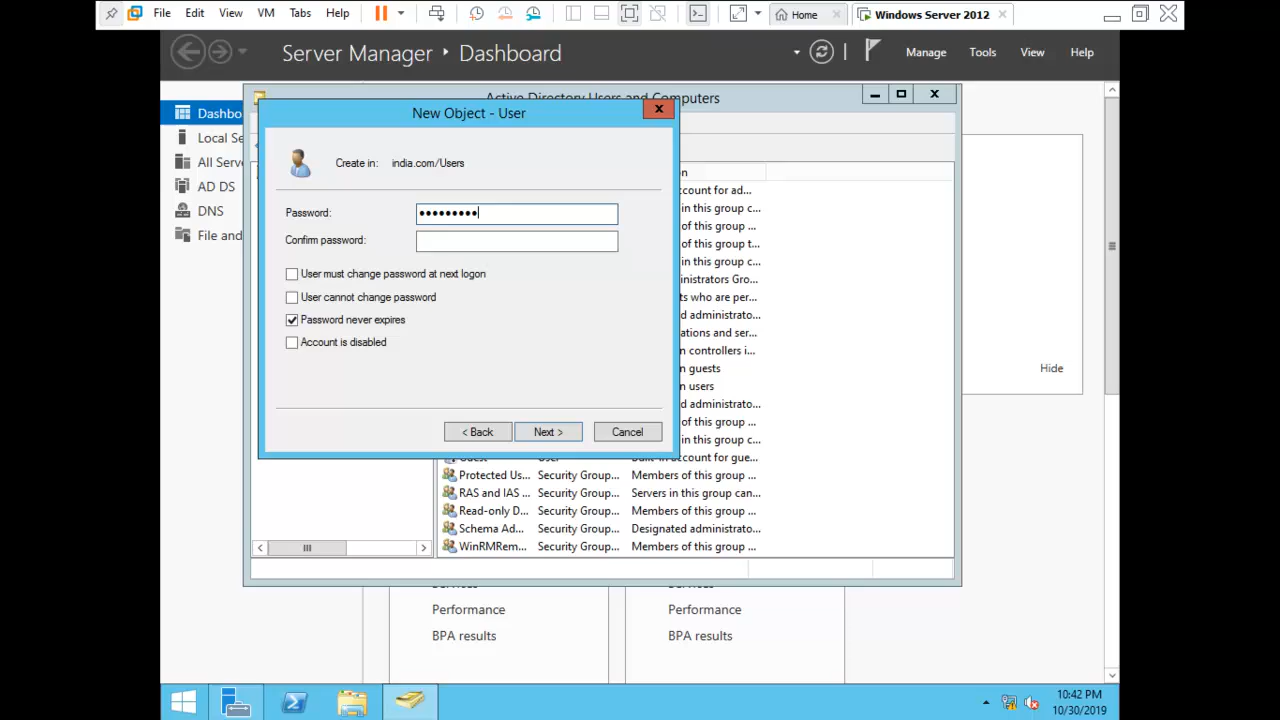 File Edit View VM Tabs Help Home Windows Server 2012
Server Manager Dashboard Manage Tools View Help
Active Directory Users and Computers
New Object - User
Create in: india.com/Users
Password: •••••••••
Confirm password:
User must change password at next logon
User cannot change password
Password never expires
Account is disabled
< Back Next > Cancel
Dashbo
Local Se
All Serve
AD DS
DNS
File and
on
ccount for ad...
in this group c...
of this group ...
of the group t...
in this group c...
ministrators Gro...
ts who are per...
d administrato...
ations and ser...
n controllers i...
n guests
n users
d administrato...
of this group ...
in this group c...
Guest User Built-in account for gue...
Protected Us... Security Group... Members of this group ...
RAS and IAS ... Security Group... Servers in this group can...
Read-only D... Security Group... Members of this group ...
Schema Ad... Security Group... Designated administrato...
WinRMRem... Security Group... Members of this group ...
Hide
Services Services
Performance Performance
BPA results BPA results
10:42 PM
10/30/2019